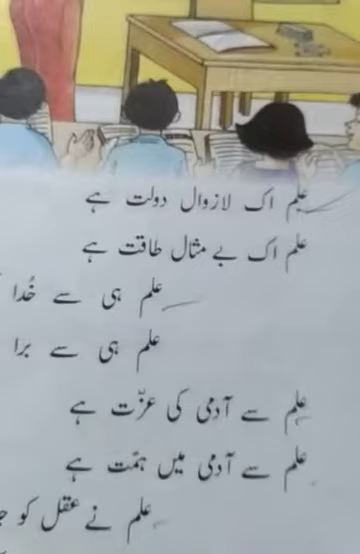 علم اک لازوال دولت ہے
علم اک بے مثال طاقت ہے
علم ہی سے خُدا
علم ہی سے برا
علم سے آدمی کی عزّت ہے
علم سے آدمی میں ہمّت ہے
علم نے عقل کو